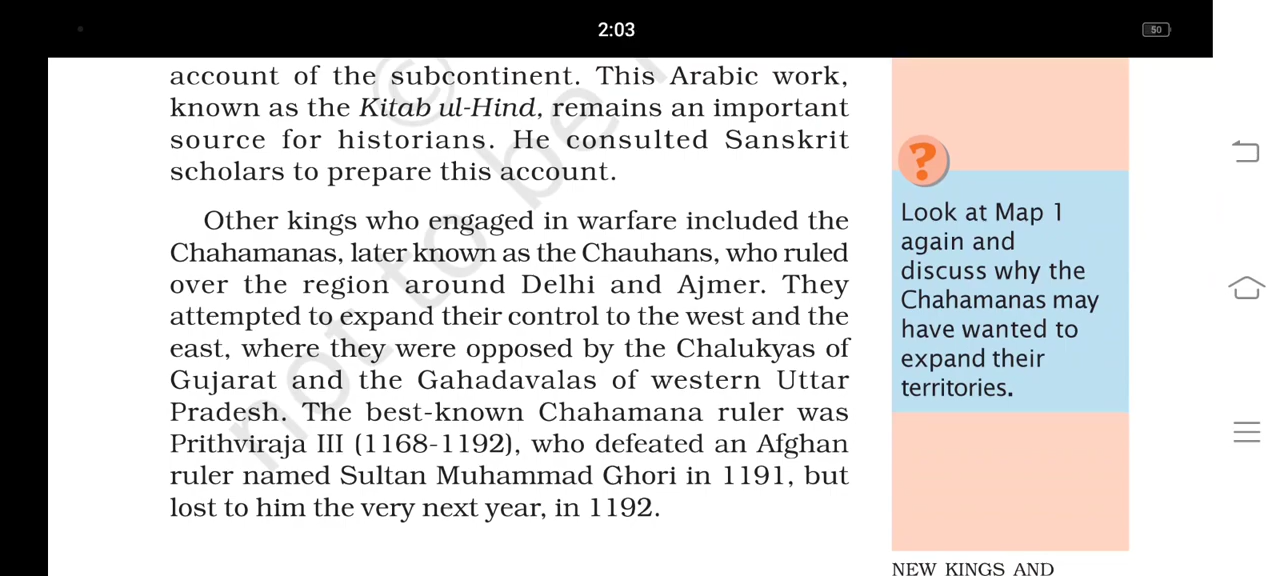 2:03
50
account of the subcontinent. This Arabic work,
known as the Kitab ul-Hind, remains an important
source for historians. He consulted Sanskrit
scholars to prepare this account.
Other kings who engaged in warfare included the
Chahamanas, later known as the Chauhans, who ruled
over the region around Delhi and Ajmer. They
attempted to expand their control to the west and the
east, where they were opposed by the Chalukyas of
Gujarat and the Gahadavalas of western Uttar
Pradesh. The best-known Chahamana ruler was
Prithviraja III (1168-1192), who defeated an Afghan
ruler named Sultan Muhammad Ghori in 1191, but
lost to him the very next year, in 1192.
?
Look at Map 1
again and
discuss why the
Chahamanas may
have wanted to
expand their
territories.
NEW KINGS AND
©
not to be r